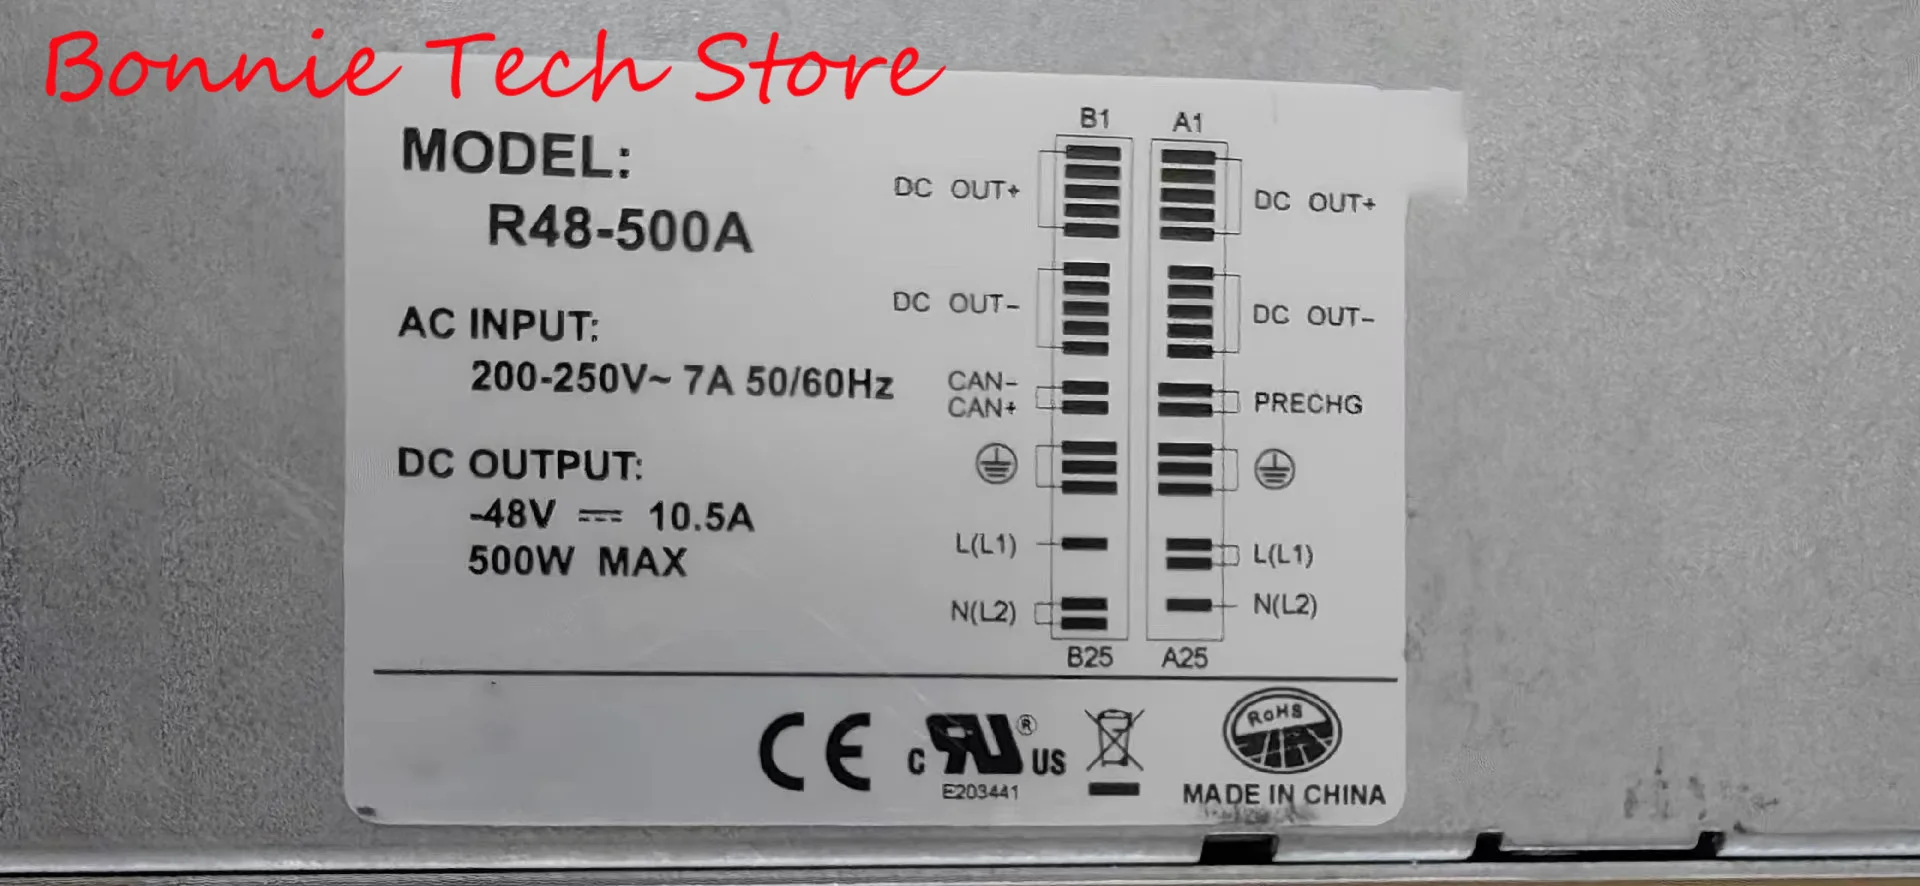 Bonnie Tech Store
MODEL:
R48-500A
AC INPUT:
200-250V~ 7A 50/60Hz
DC OUTPUT:
-48V ⎓ 10.5A
500W MAX
B1 A1
DC OUT+ DC OUT+
DC OUT- DC OUT-
CAN-
CAN+ PRECHG
L(L1) L(L1)
N(L2) N(L2)
B25 A25
CE c RU ® US
E203441
RoHS
MADE IN CHINA